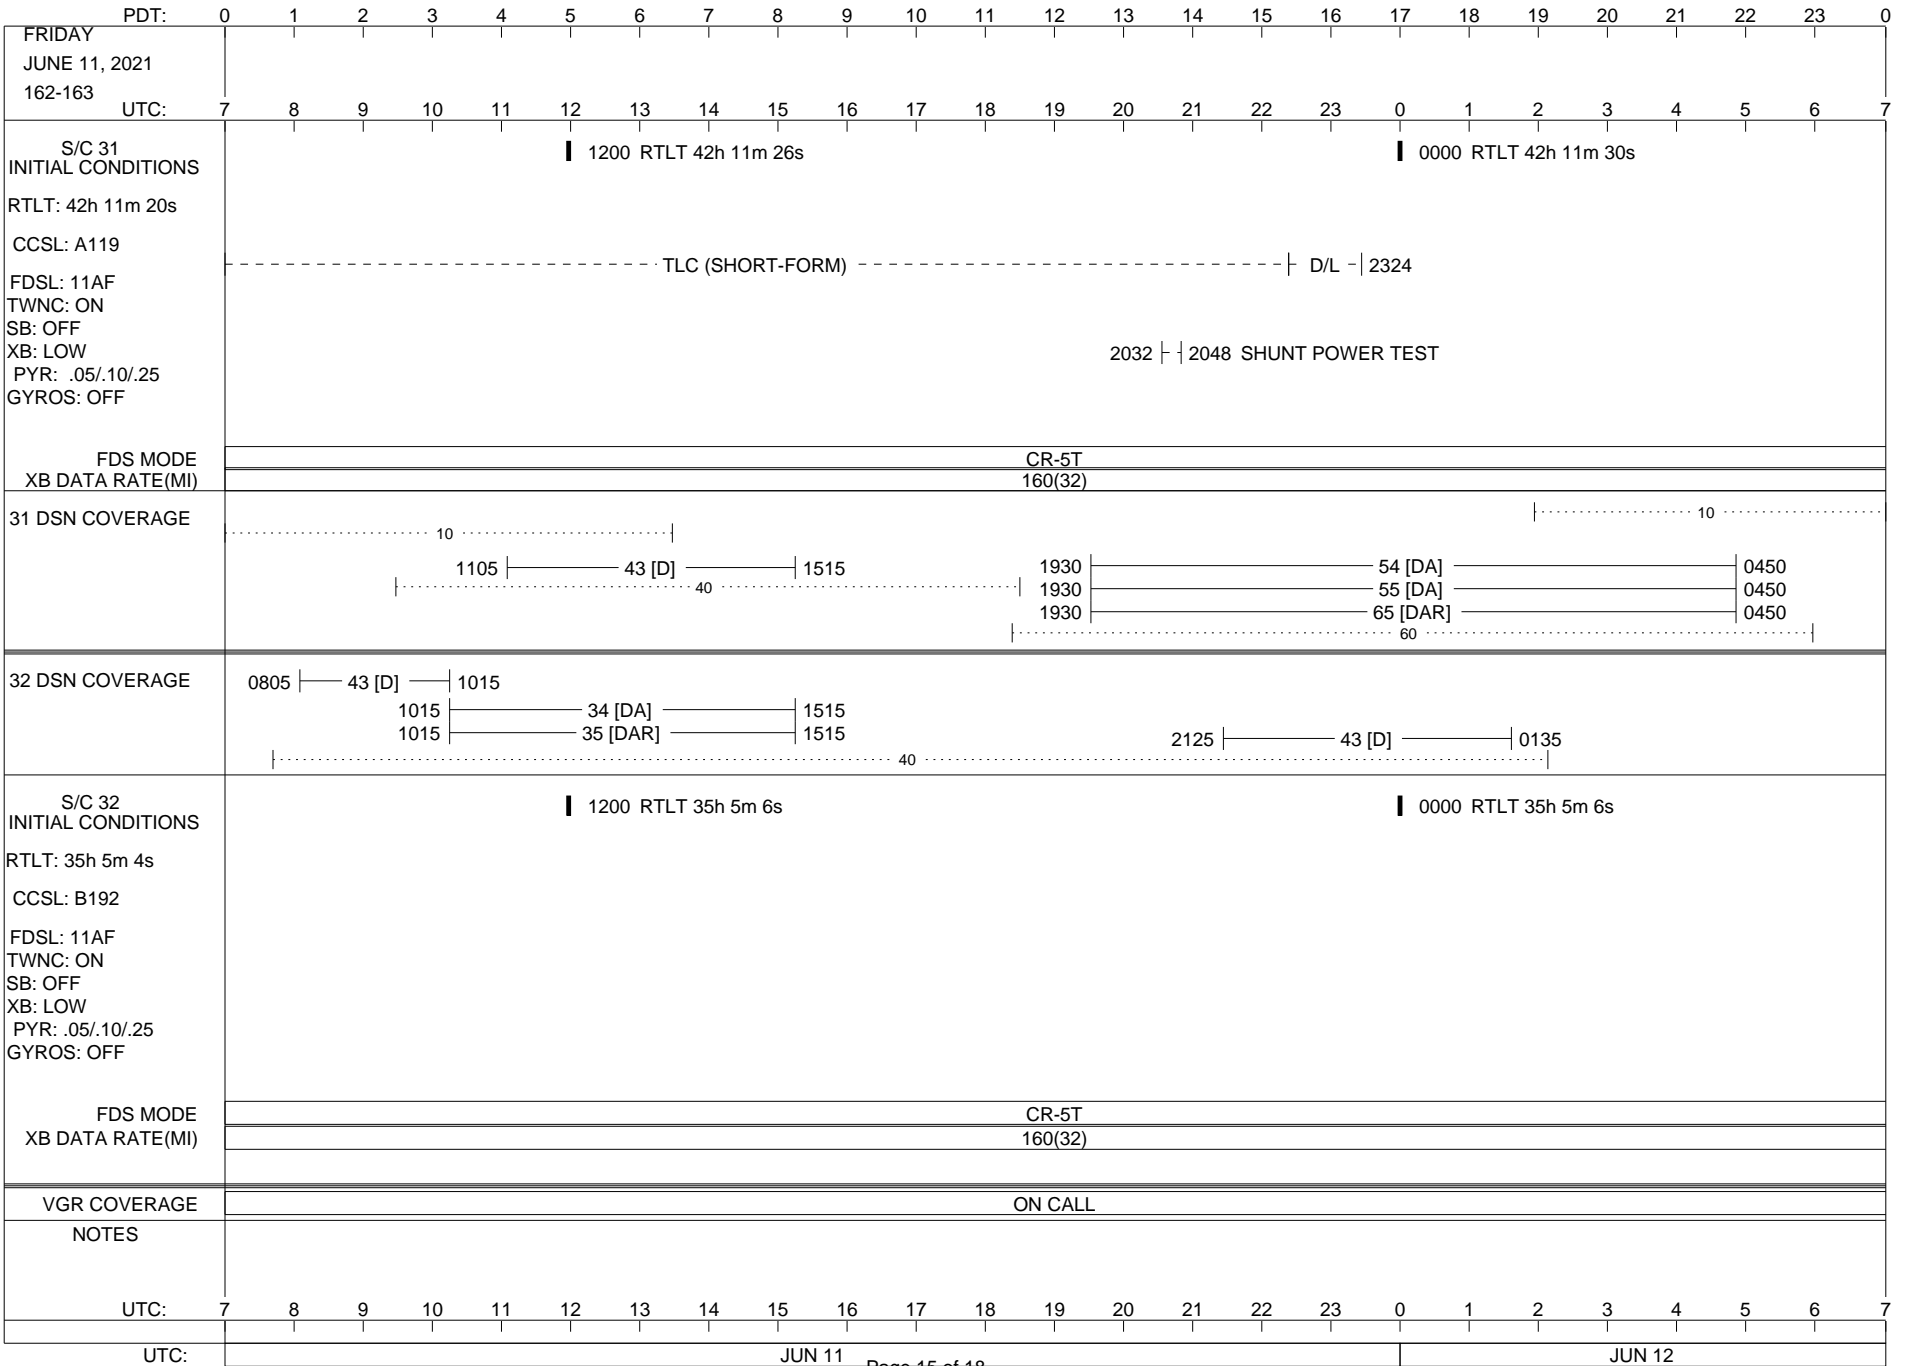 PDT: 0 1 2 3 4 5 6 7 8 9 10 11 12 13 14 15 16 17 18 19 20 21 22 23 0
FRIDAY
JUNE 11, 2021
162-163
UTC: 7 8 9 10 11 12 13 14 15 16 17 18 19 20 21 22 23 0 1 2 3 4 5 6 7
S/C 31
INITIAL CONDITIONS
1200 RTLT 42h 11m 26s
0000 RTLT 42h 11m 30s
RTLT: 42h 11m 20s
CCSL: A119
TLC (SHORT-FORM) D/L 2324
FDSL: 11AF
TWNC: ON
SB: OFF
XB: LOW
2032 2048 SHUNT POWER TEST
PYR: .05/.10/.25
GYROS: OFF
FDS MODE CR-5T
XB DATA RATE(MI) 160(32)
31 DSN COVERAGE
10
10
1105 43 [D] 1515
40
1930 54 [DA] 0450
1930 55 [DA] 0450
1930 65 [DAR] 0450
60
32 DSN COVERAGE
0805 43 [D] 1015
1015 34 [DA] 1515
1015 35 [DAR] 1515
2125 43 [D] 0135
40
S/C 32
INITIAL CONDITIONS
1200 RTLT 35h 5m 6s
0000 RTLT 35h 5m 6s
RTLT: 35h 5m 4s
CCSL: B192
FDSL: 11AF
TWNC: ON
SB: OFF
XB: LOW
PYR: .05/.10/.25
GYROS: OFF
FDS MODE CR-5T
XB DATA RATE(MI) 160(32)
VGR COVERAGE ON CALL
NOTES
UTC: 7 8 9 10 11 12 13 14 15 16 17 18 19 20 21 22 23 0 1 2 3 4 5 6 7
UTC: JUN 11 JUN 12
Page 15 of 18